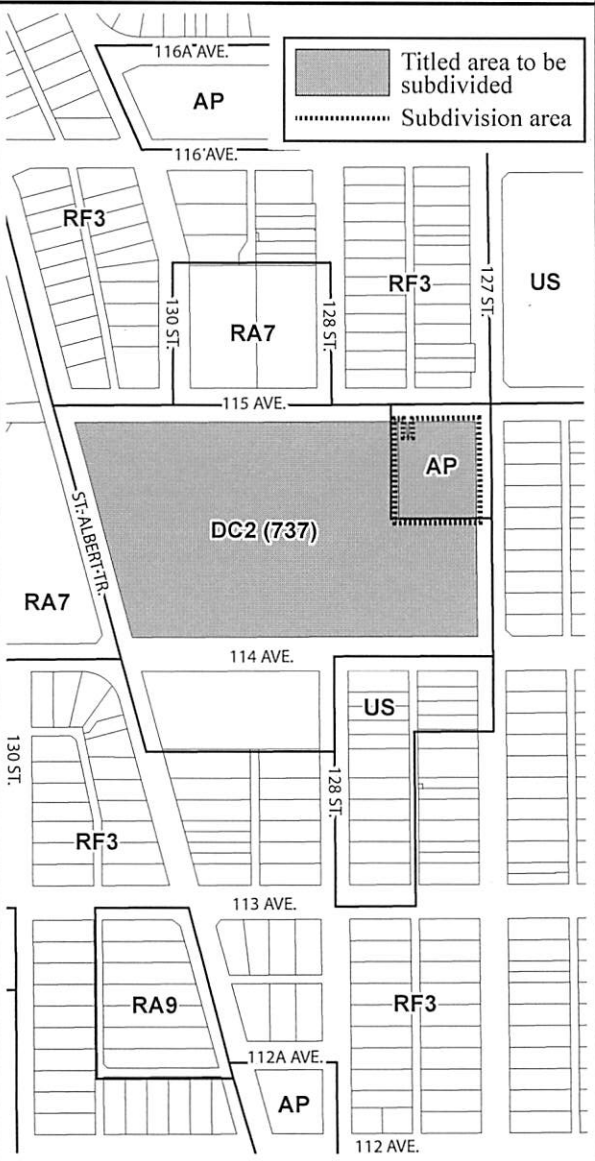 116A AVE.
AP
Titled area to be
subdivided
Subdivision area
116 AVE.
RF3
RF3
US
130 ST.
RA7
128 ST.
127 ST.
115 AVE.
AP
ST. ALBERT TR.
DC2 (737)
RA7
114 AVE.
US
130 ST.
128 ST.
RF3
113 AVE.
RA9
RF3
112A AVE.
AP
112 AVE.